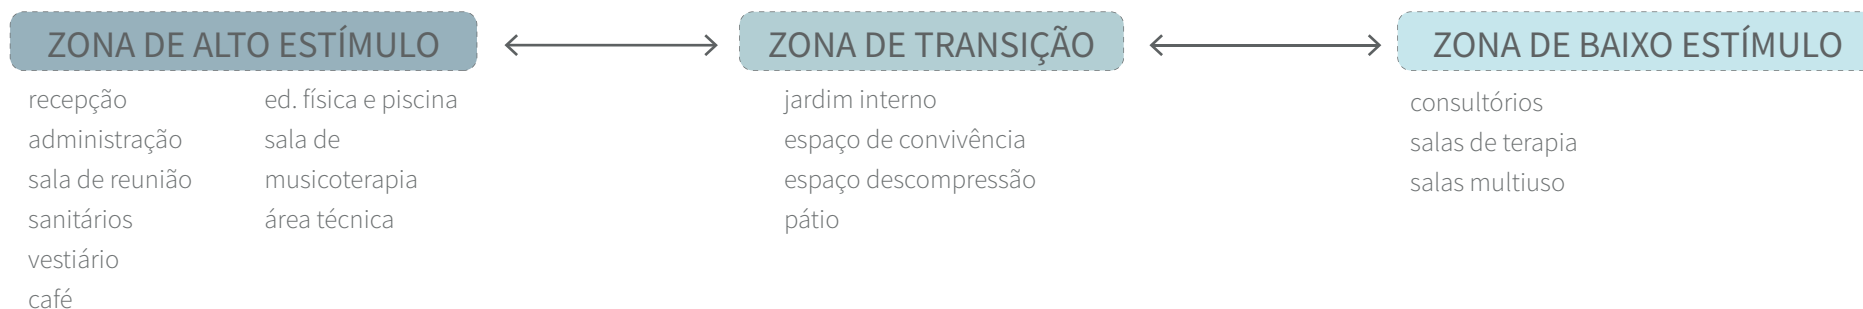 ZONA DE ALTO ESTÍMULO
recepção
administração
sala de reunião
sanitários
vestiário
café
ed. física e piscina
sala de
musicoterapia
área técnica
ZONA DE TRANSIÇÃO
jardim interno
espaço de convivência
espaço descompressão
pátio
ZONA DE BAIXO ESTÍMULO
consultórios
salas de terapia
salas multiuso